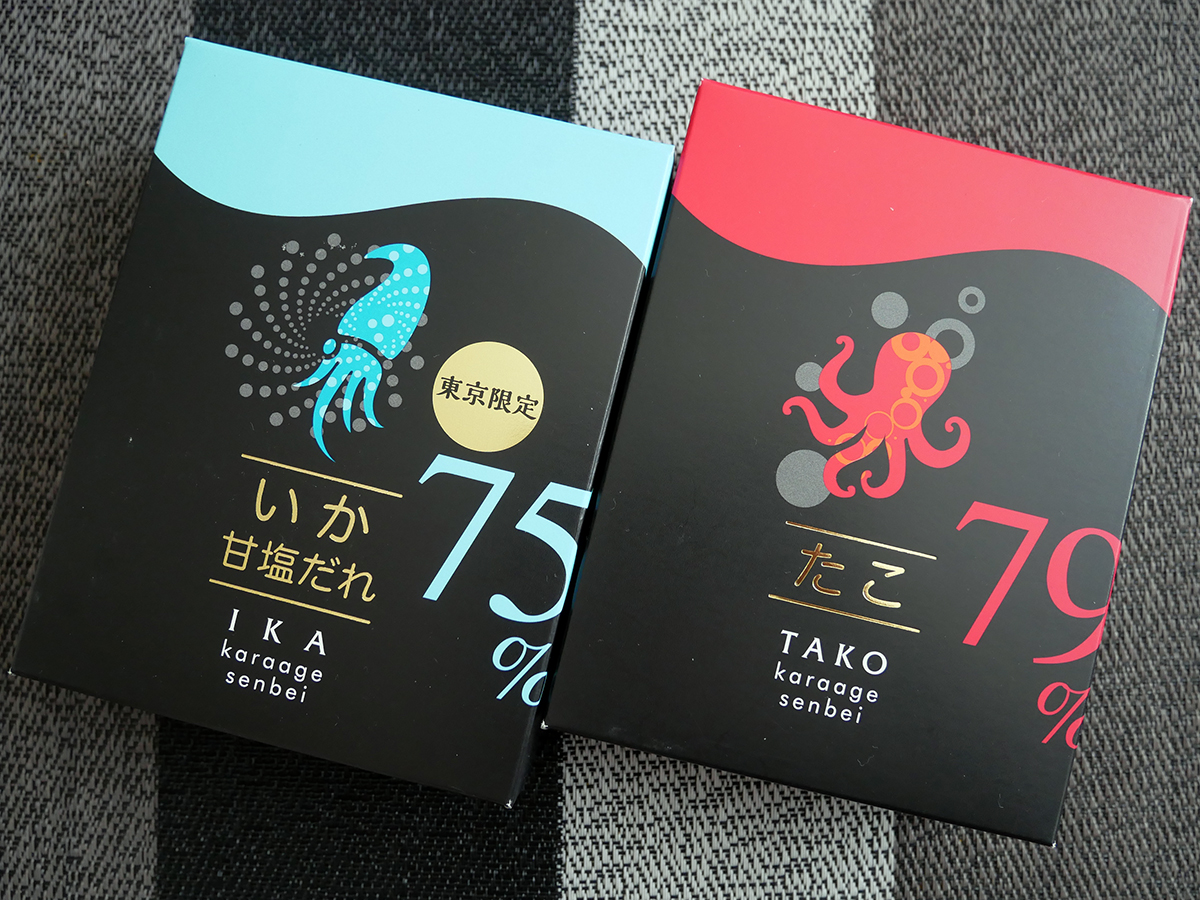 東京限定
いか
甘塩だれ
75
%
IKA
karaage
senbei
たこ
79
%
TAKO
karaage
senbei